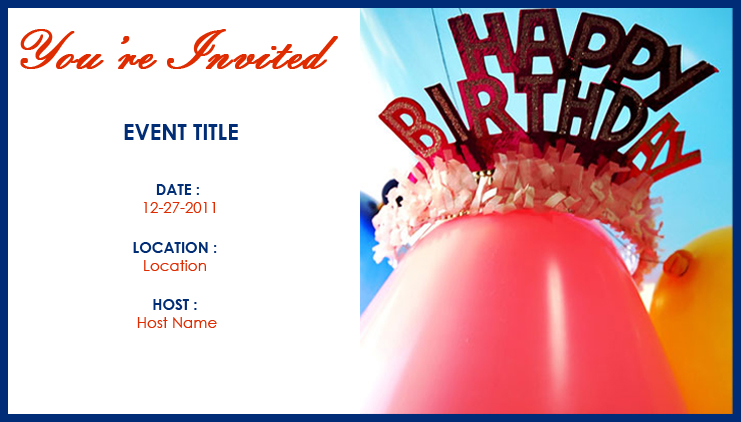 You're Invited
EVENT TITLE
DATE :
12-27-2011
LOCATION :
Location
HOST :
Host Name
HAPPY
BIRTHDAY